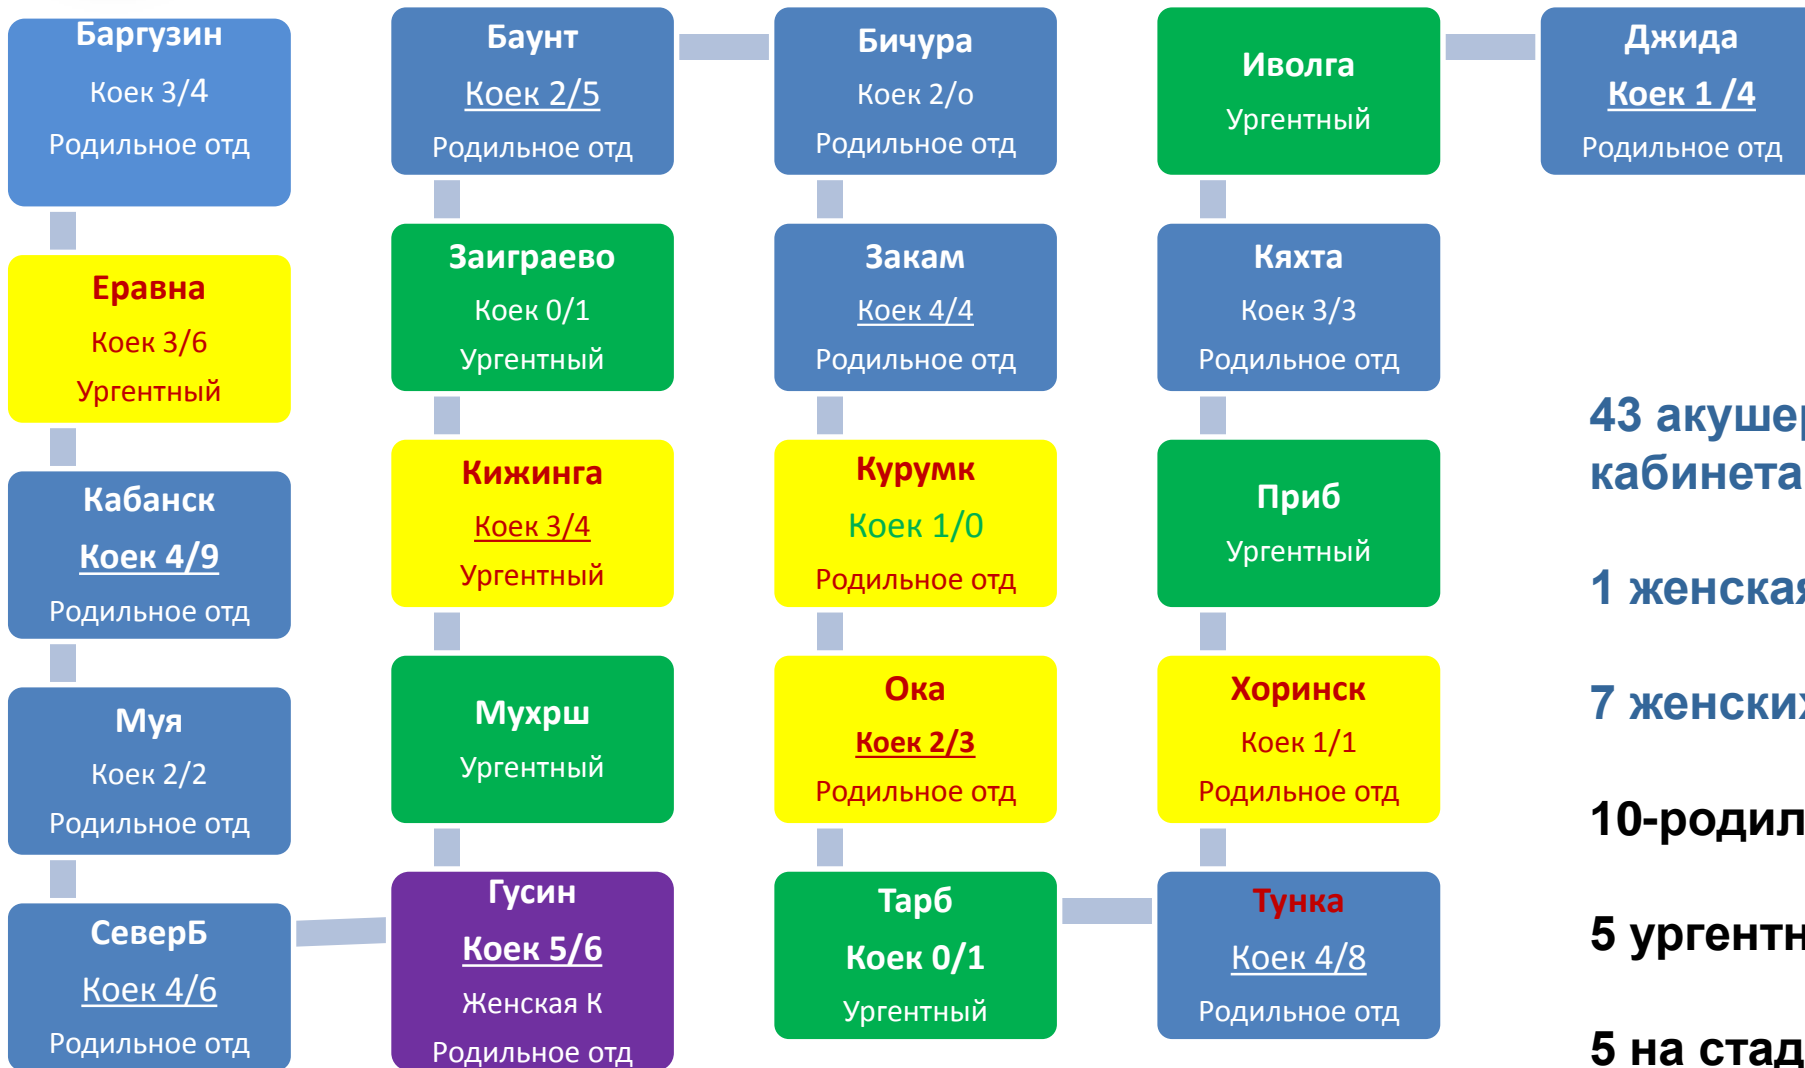 Баргузин
Коек 3/4
Родильное отд
Еравна
Коек 3/6
Ургентный
Кабанск
Коек 4/9
Родильное отд
Муя
Коек 2/2
Родильное отд
СеверБ
Коек 4/6
Родильное отд
Баунт
Коек 2/5
Родильное отд
Заиграево
Коек 0/1
Ургентный
Кижинга
Коек 3/4
Ургентный
Мухрш
Ургентный
Гусин
Коек 5/6
Женская К
Родильное отд
Бичура
Коек 2/о
Родильное отд
Закам
Коек 4/4
Родильное отд
Курумк
Коек 1/0
Родильное отд
Ока
Коек 2/3
Родильное отд
Тарб
Коек 0/1
Ургентный
Иволга
Ургентный
Кяхта
Коек 3/3
Родильное отд
Приб
Ургентный
Хоринск
Коек 1/1
Родильное отд
Тунка
Коек 4/8
Родильное отд
Джида
Коек 1 /4
Родильное отд
43
кабинета
1 женская
7
5
5 на